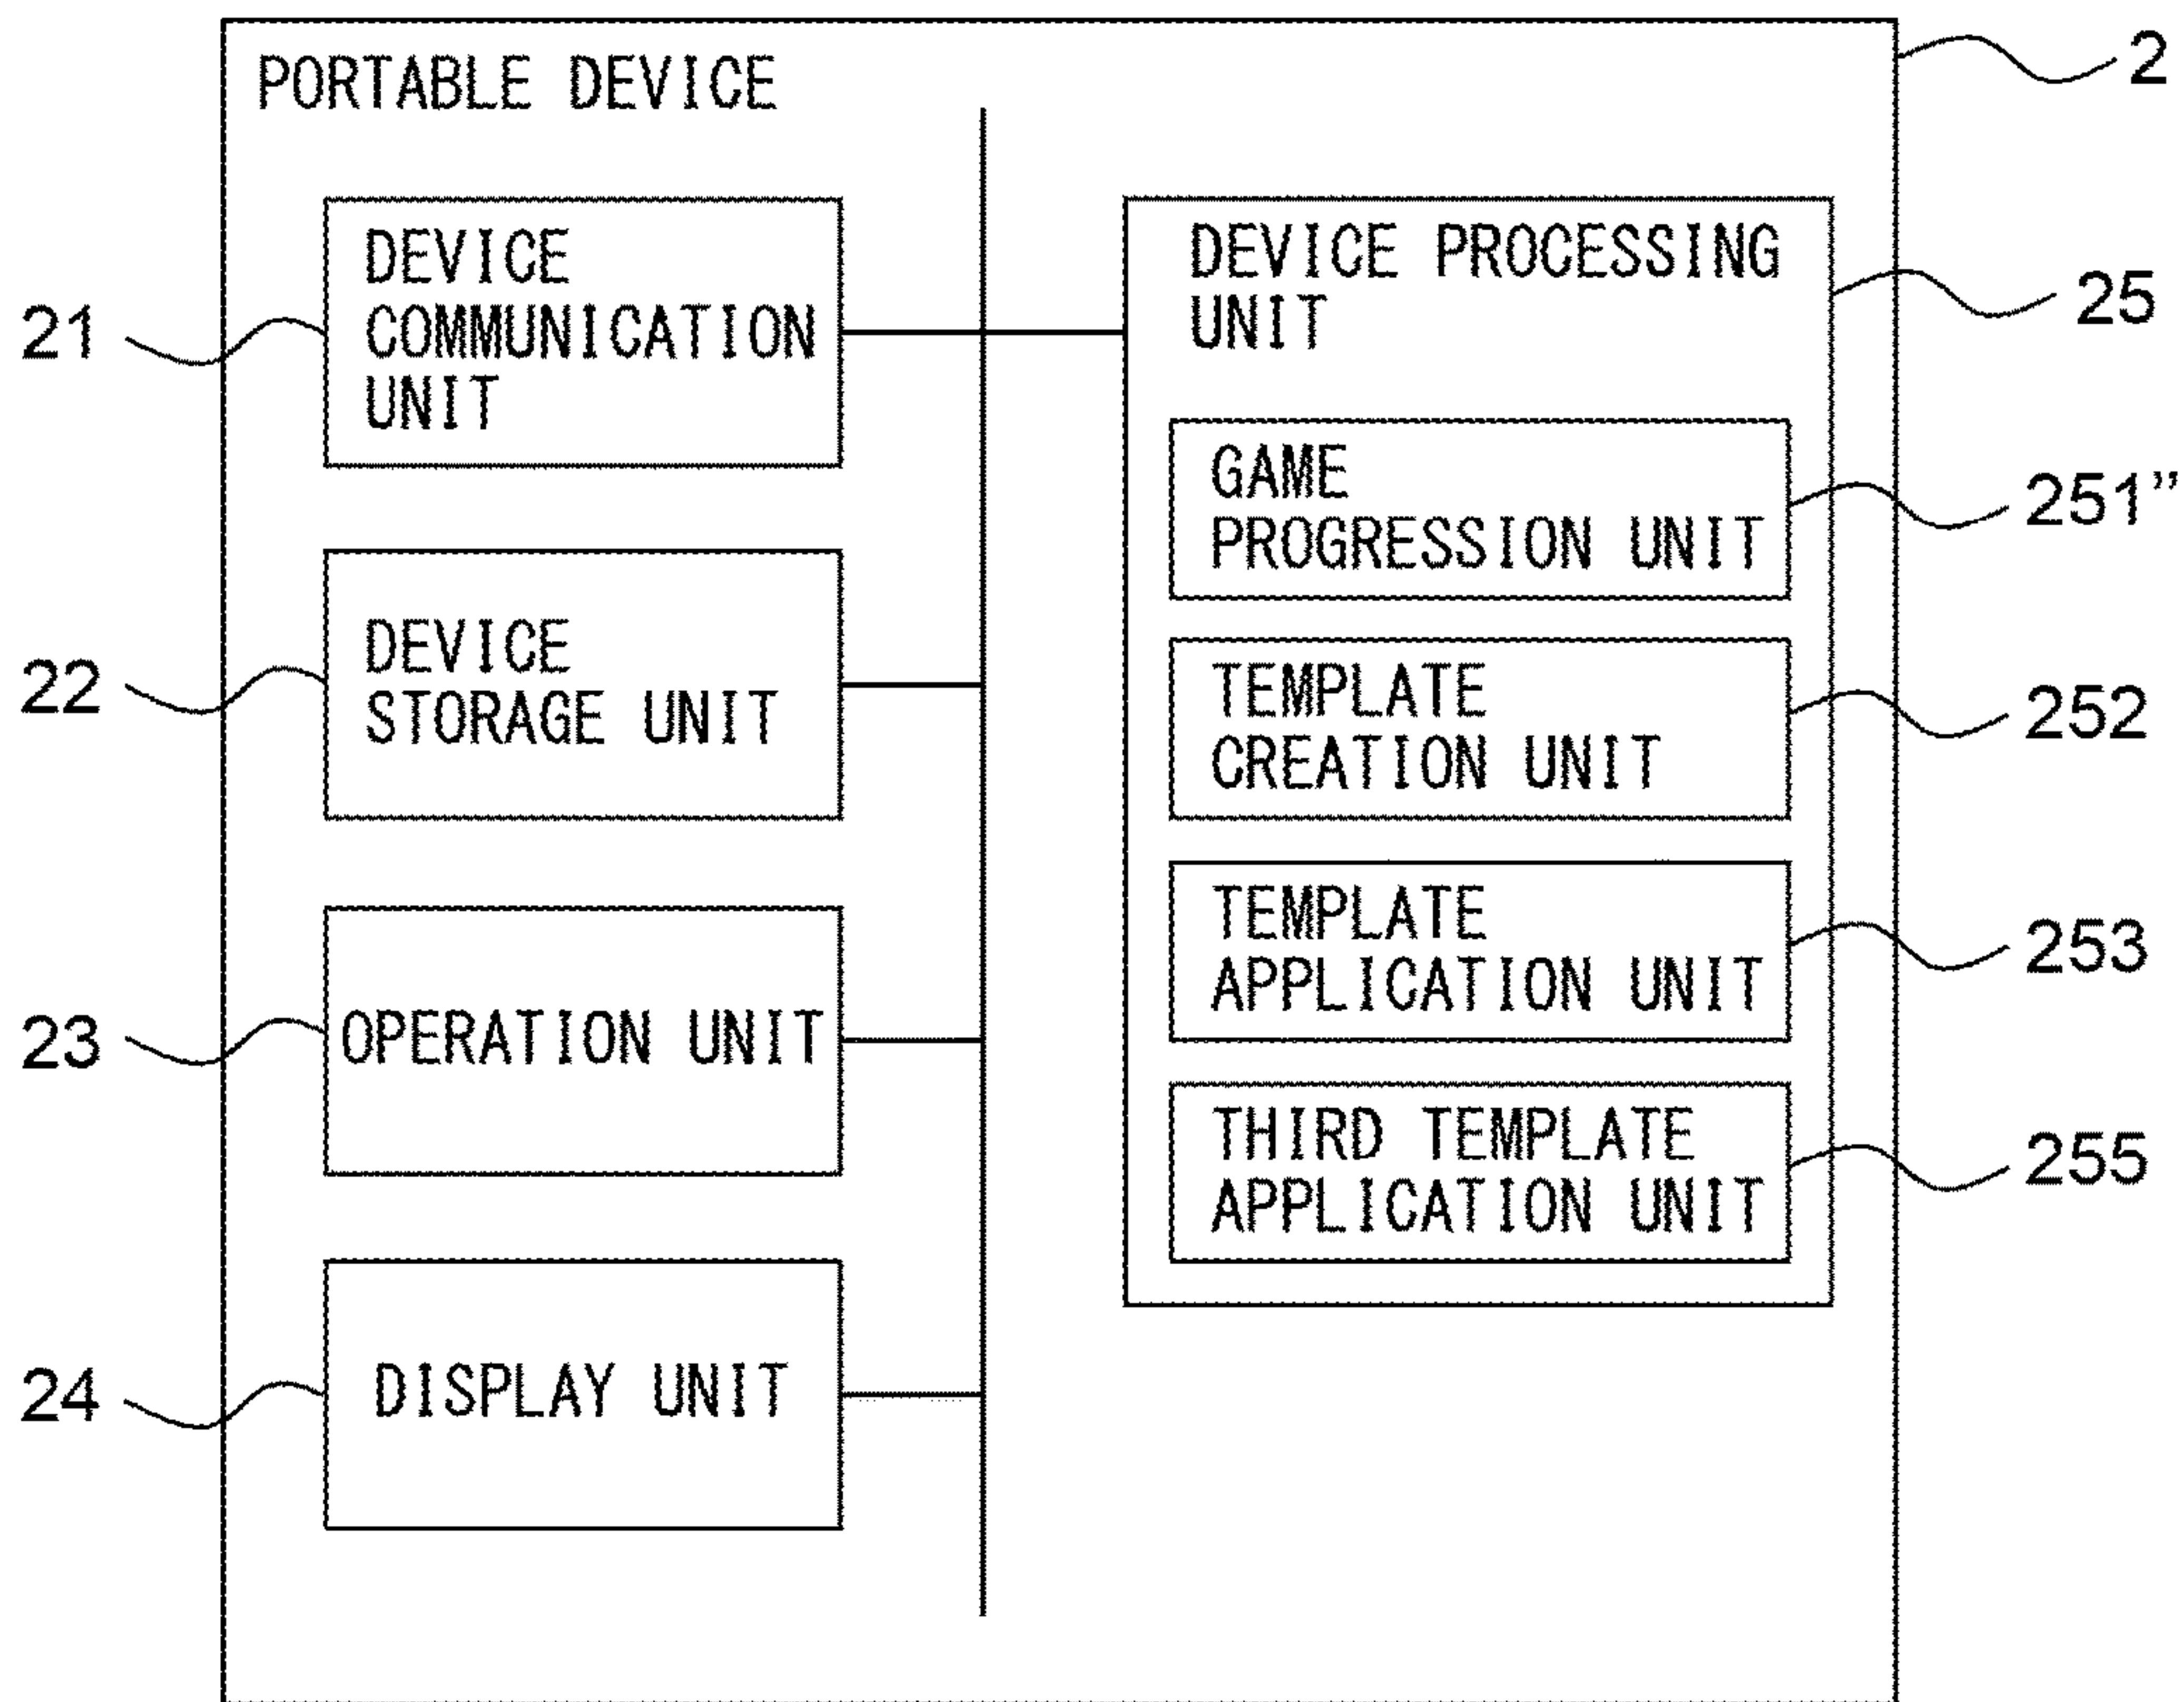 PORTABLE DEVICE
2
21
DEVICE
COMMUNICATION
UNIT
22
DEVICE
STORAGE UNIT
23
OPERATION UNIT
24
DISPLAY UNIT
DEVICE PROCESSING
UNIT
25
GAME
PROGRESSION UNIT
251”
TEMPLATE
CREATION UNIT
252
TEMPLATE
APPLICATION UNIT
253
THIRD TEMPLATE
APPLICATION UNIT
255